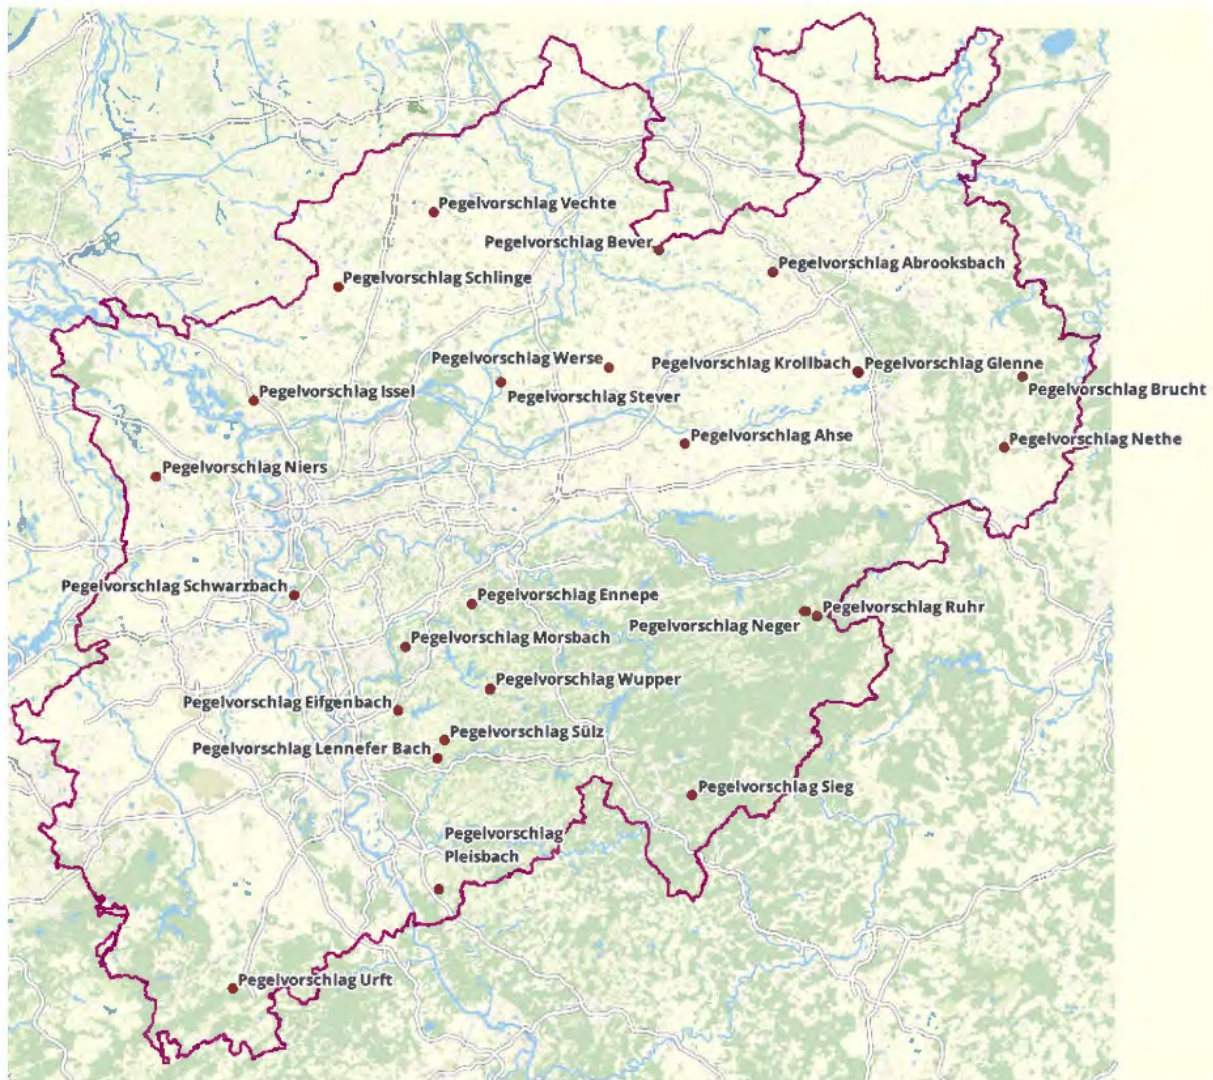 Pegelvorschlag Vechte
Pegelvorschlag Bever
Pegelvorschlag Abrooksbach
Pegelvorschlag Schlinge
Pegelvorschlag Werse
Pegelvorschlag Krollbach
Pegelvorschlag Glenne
Pegelvorschlag Brucht
Pegelvorschlag Issel
Pegelvorschlag Stever
Pegelvorschlag Ahse
Pegelvorschlag Nethe
Pegelvorschlag Niers
Pegelvorschlag Schwarzbach
Pegelvorschlag Ennepe
Pegelvorschlag Ruhr
Pegelvorschlag Neger
Pegelvorschlag Morsbach
Pegelvorschlag Wupper
Pegelvorschlag Eifgenbach
Pegelvorschlag Sülz
Pegelvorschlag Lennefer Bach
Pegelvorschlag Sieg
Pegelvorschlag
Pleisbach
Pegelvorschlag Urft